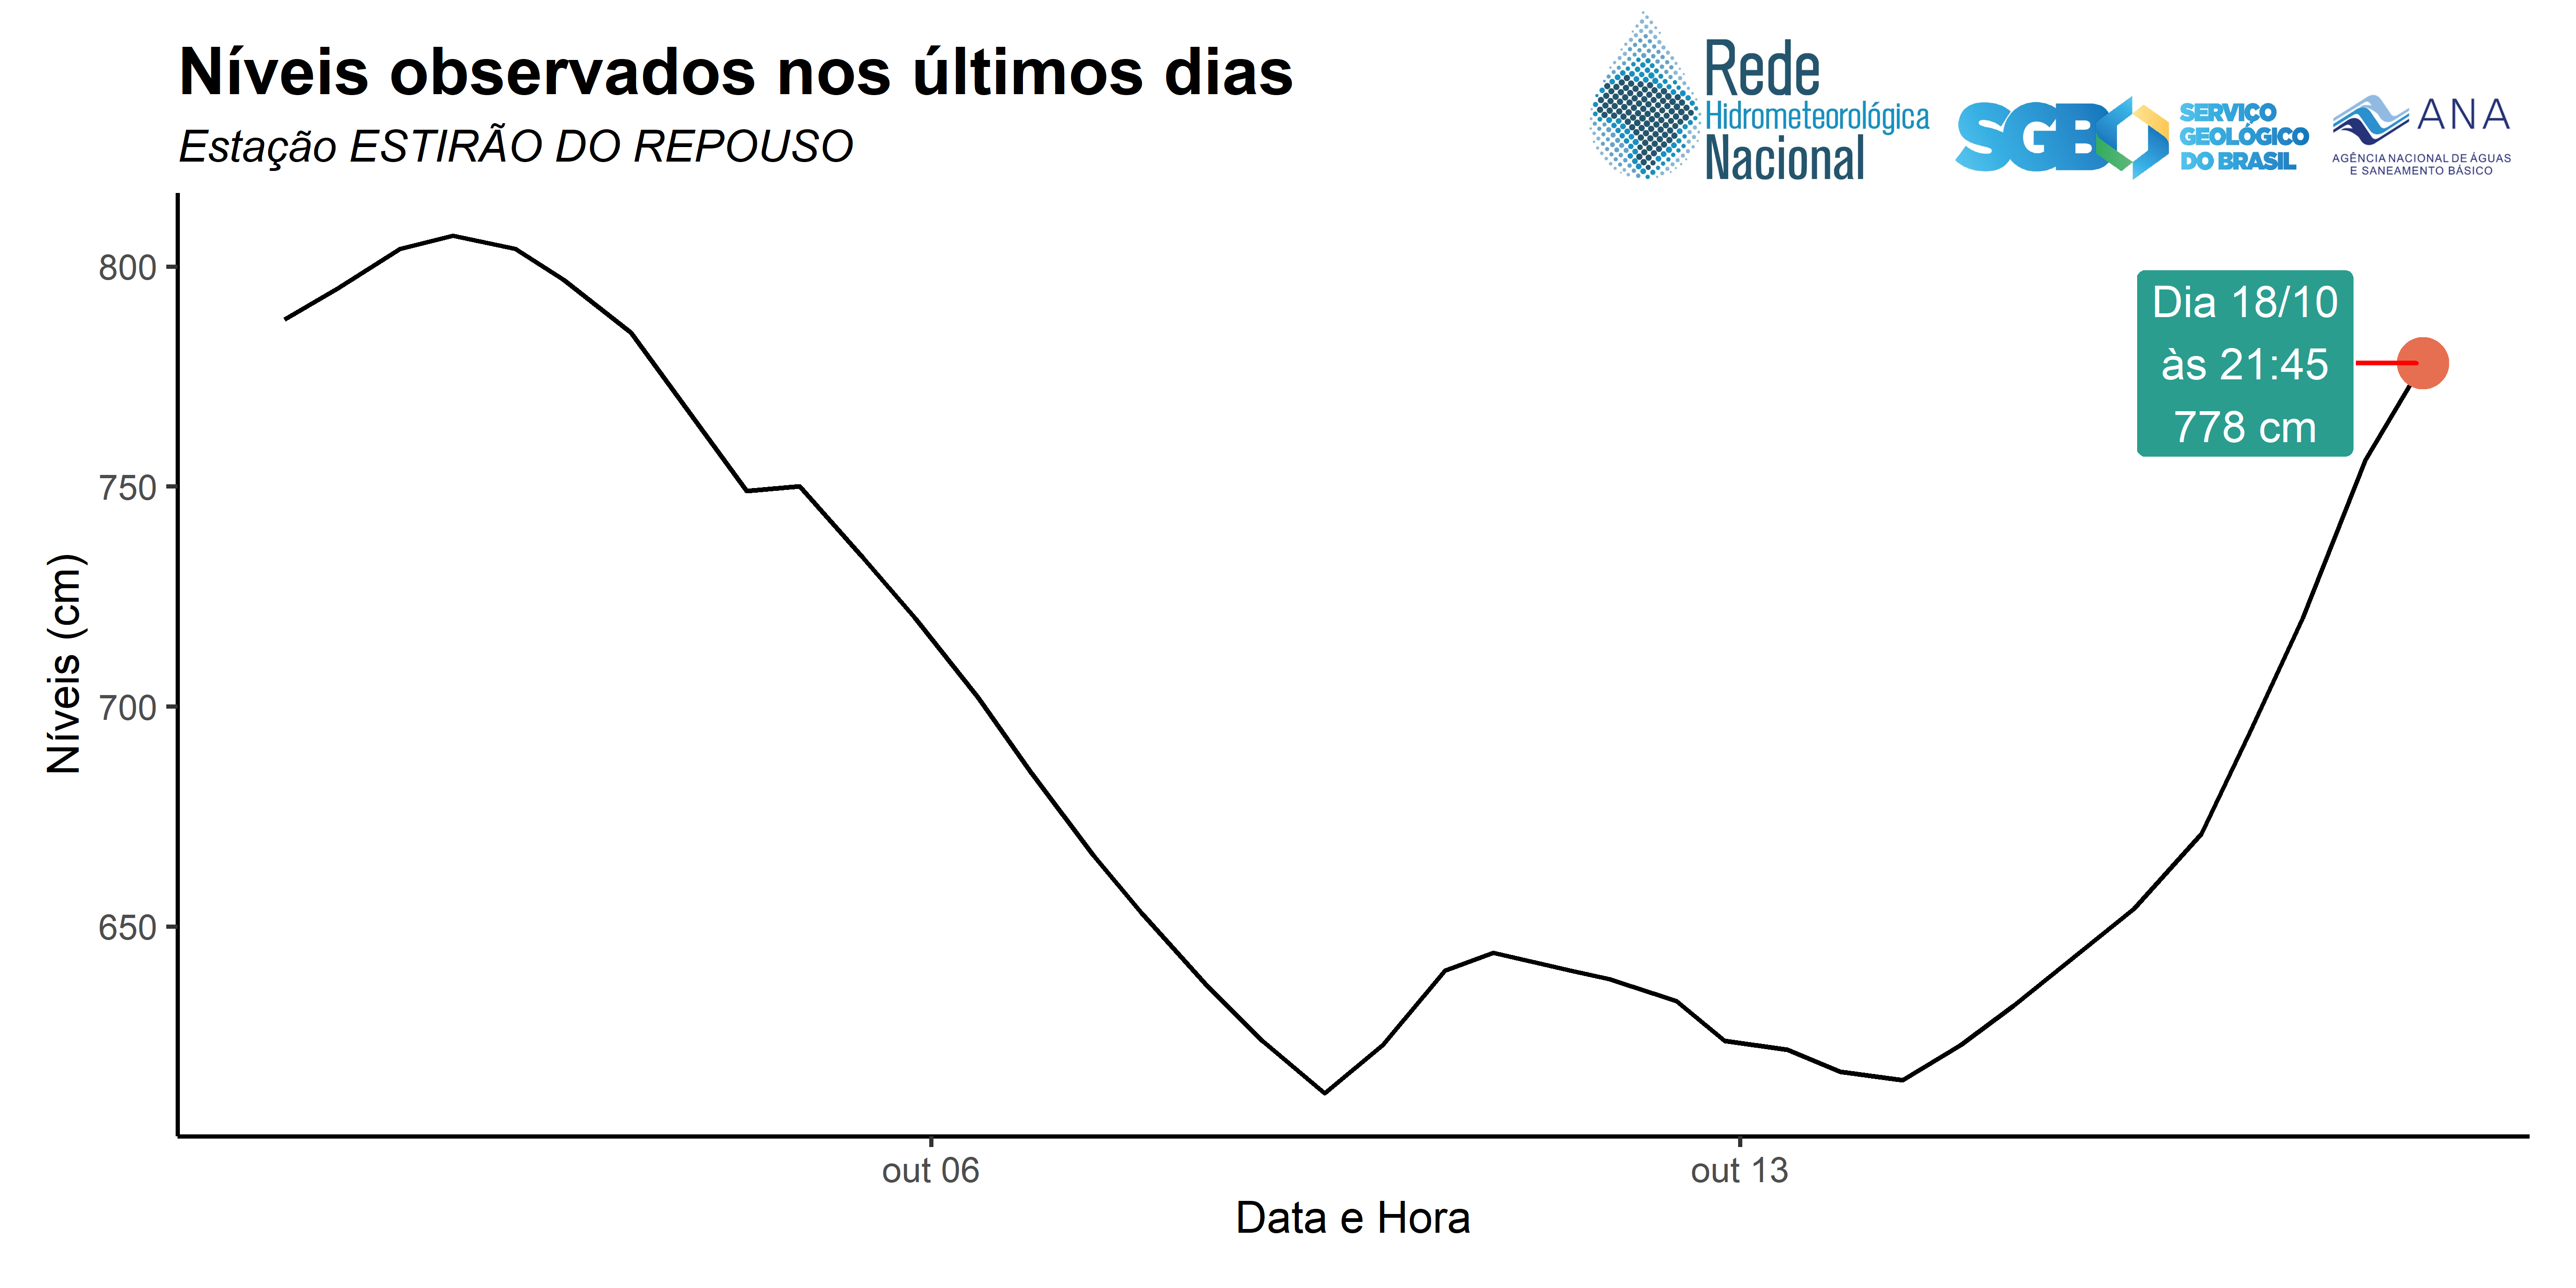 Níveis observados nos últimos dias
Estação ESTIRÃO DO REPOUSO
Rede
Hidrometeorológica
Nacional
SGB
SERVIÇO
GEOLÓGICO
DO BRASIL
ANA
AGÊNCIA NACIONAL DE ÁGUAS
E SANEAMENTO BÁSICO
Níveis (cm)
800
750
700
650
Dia 18/10
às 21:45
778 cm
out 06
out 13
Data e Hora